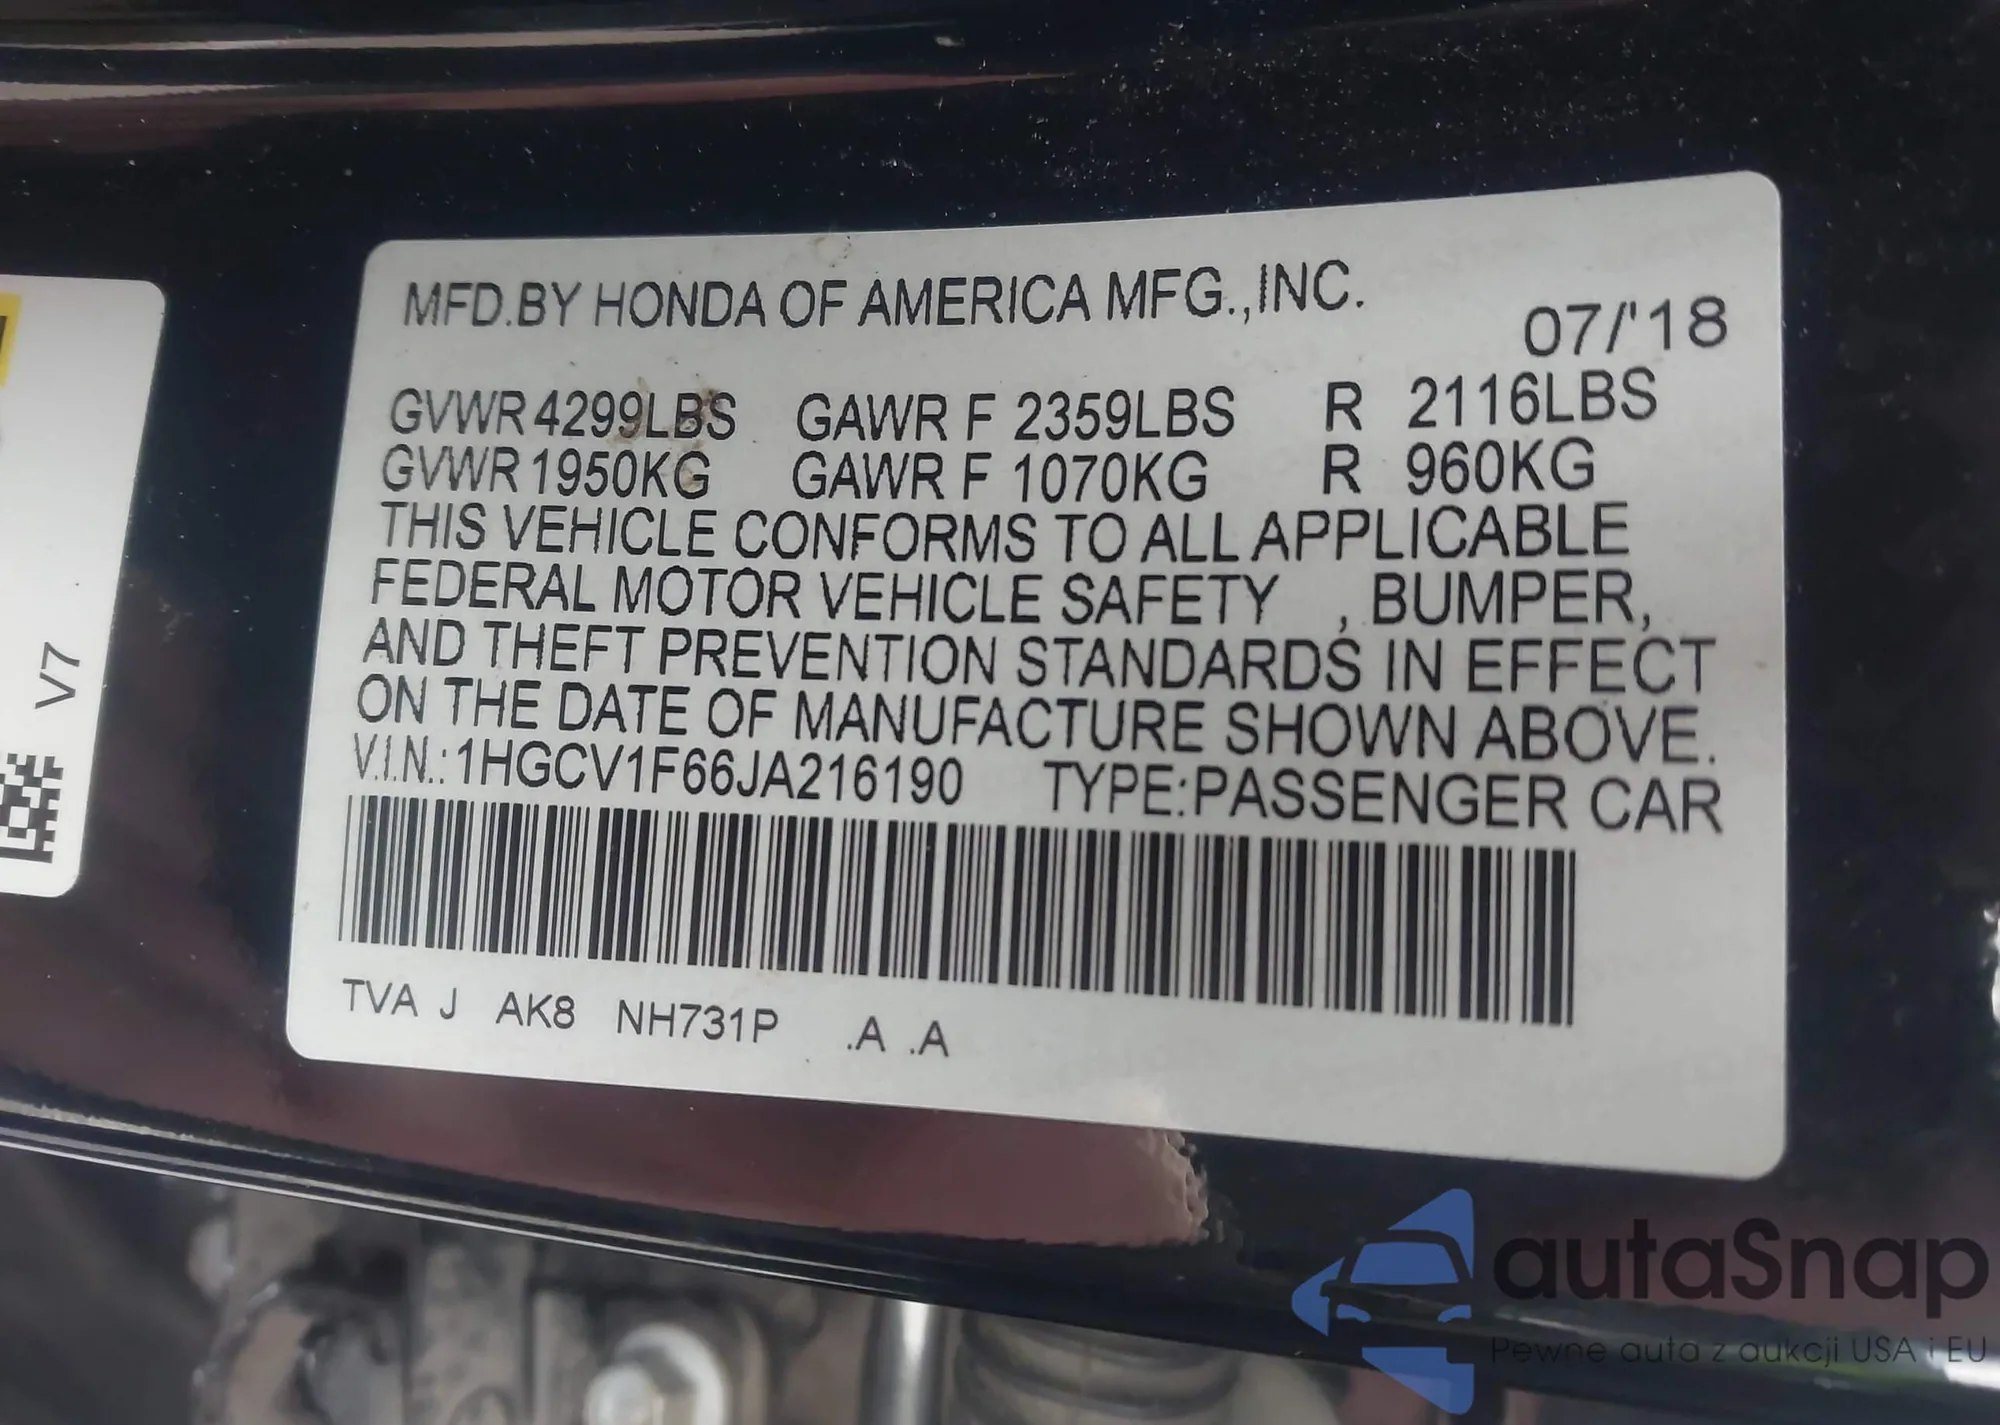 MFD.BY HONDA OF AMERICA MFG.,INC.
07/'18
GVWR 4299LBS GAWR F 2359LBS R 2116LBS
GVWR 1950KG GAWR F 1070KG R 960KG
THIS VEHICLE CONFORMS TO ALL APPLICABLE
FEDERAL MOTOR VEHICLE SAFETY , BUMPER,
AND THEFT PREVENTION STANDARDS IN EFFECT
ON THE DATE OF MANUFACTURE SHOWN ABOVE.
V.I.N.:1HGCV1F66JA216190 TYPE:PASSENGER CAR
TVA J AK8 NH731P .A .A
V7
autaSnap
Pewne auta z aukcji USA i EU